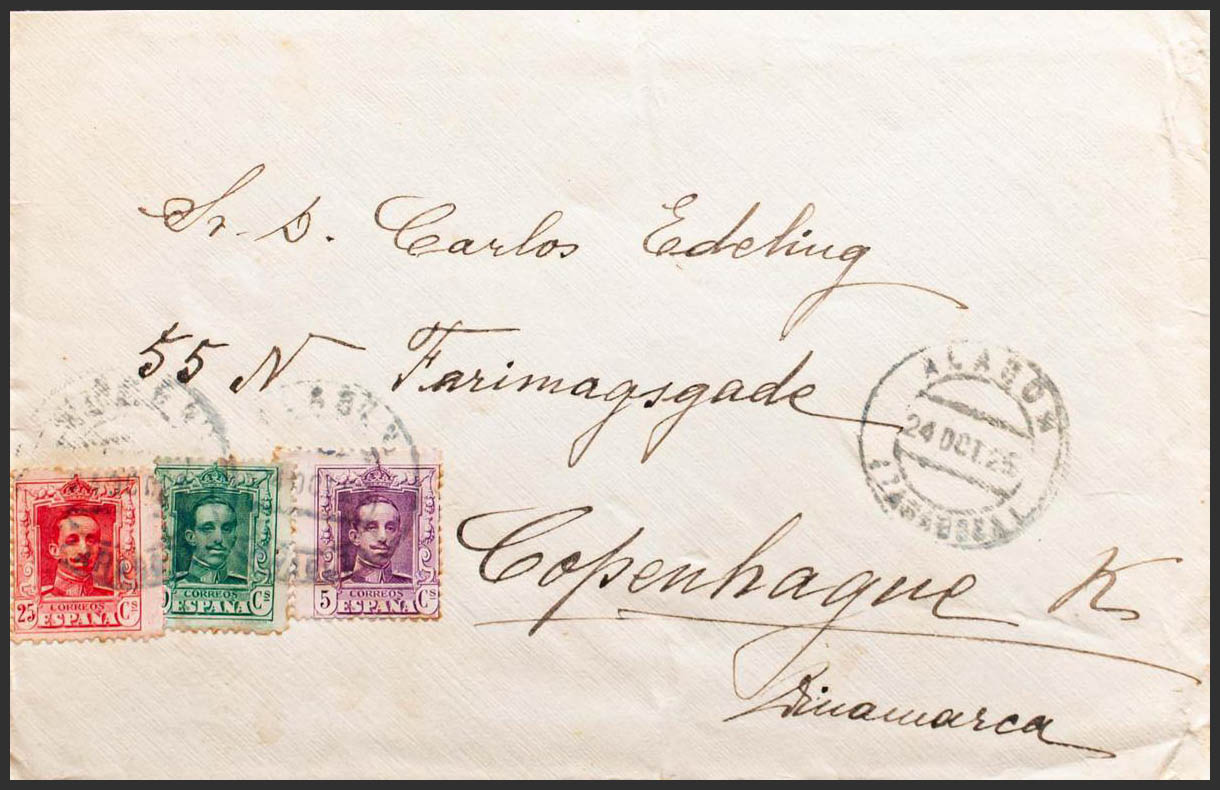 Sr. D. Carlos Edeling
55 N Farimagsgade
Copenhague K
Dinamarca
ALAGÓN
24 OCT 25
(ZARAGOZA)
25 CORREOS Cs
ESPAÑA
CORREOS Cs
ESPAÑA
5 CORREOS Cs
ESPAÑA